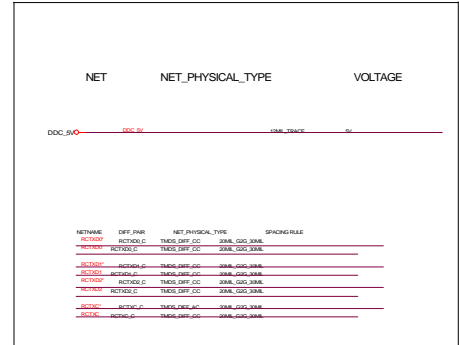 NET NET_PHYSICAL_TYPE VOLTAGE
DDC_5V DDC_5V 12MIL_TRACE 5V
NETNAME DIFF_PAIR NET_PHYSICAL_TYPE SPACING RULE
RCTXD0* RCTXD0_C TMDS_DIFF_CC 20MIL_G2G_30MIL
RCTXD0 RCTXD0_C TMDS_DIFF_CC 20MIL_G2G_30MIL
RCTXD1* RCTXD1_C TMDS_DIFF_CC 20MIL_G2G_30MIL
RCTXD1 RCTXD1_C TMDS_DIFF_CC 20MIL_G2G_30MIL
RCTXD2* RCTXD2_C TMDS_DIFF_CC 20MIL_G2G_30MIL
RCTXD2 RCTXD2_C TMDS_DIFF_CC 20MIL_G2G_30MIL
RCTXC* RCTXC_C TMDS_DIFF_AC 20MIL_G2G_30MIL
RCTXC RCTXC_C TMDS_DIFF_CC 20MIL_G2G_30MIL